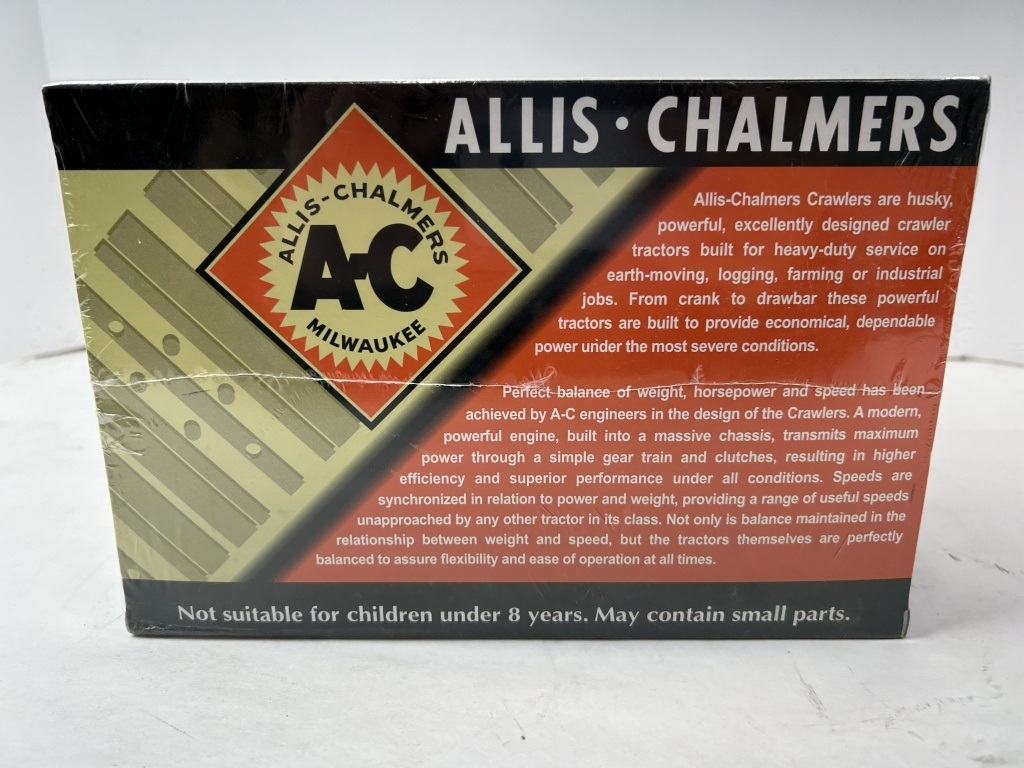 ALLIS · CHALMERS
ALLIS-CHALMERS
A-C
MILWAUKEE
Allis-Chalmers Crawlers are husky,
powerful, excellently designed crawler
tractors built for heavy-duty service on
earth-moving, logging, farming or industrial
jobs. From crank to drawbar these powerful
tractors are built to provide economical, dependable
power under the most severe conditions.
Perfect balance of weight, horsepower and speed has been
achieved by A-C engineers in the design of the Crawlers. A modern,
powerful engine, built into a massive chassis, transmits maximum
power through a simple gear train and clutches, resulting in higher
efficiency and superior performance under all conditions. Speeds are
synchronized in relation to power and weight, providing a range of useful speeds
unapproached by any other tractor in its class. Not only is balance maintained in the
relationship between weight and speed, but the tractors themselves are perfectly
balanced to assure flexibility and ease of operation at all times.
Not suitable for children under 8 years. May contain small parts.